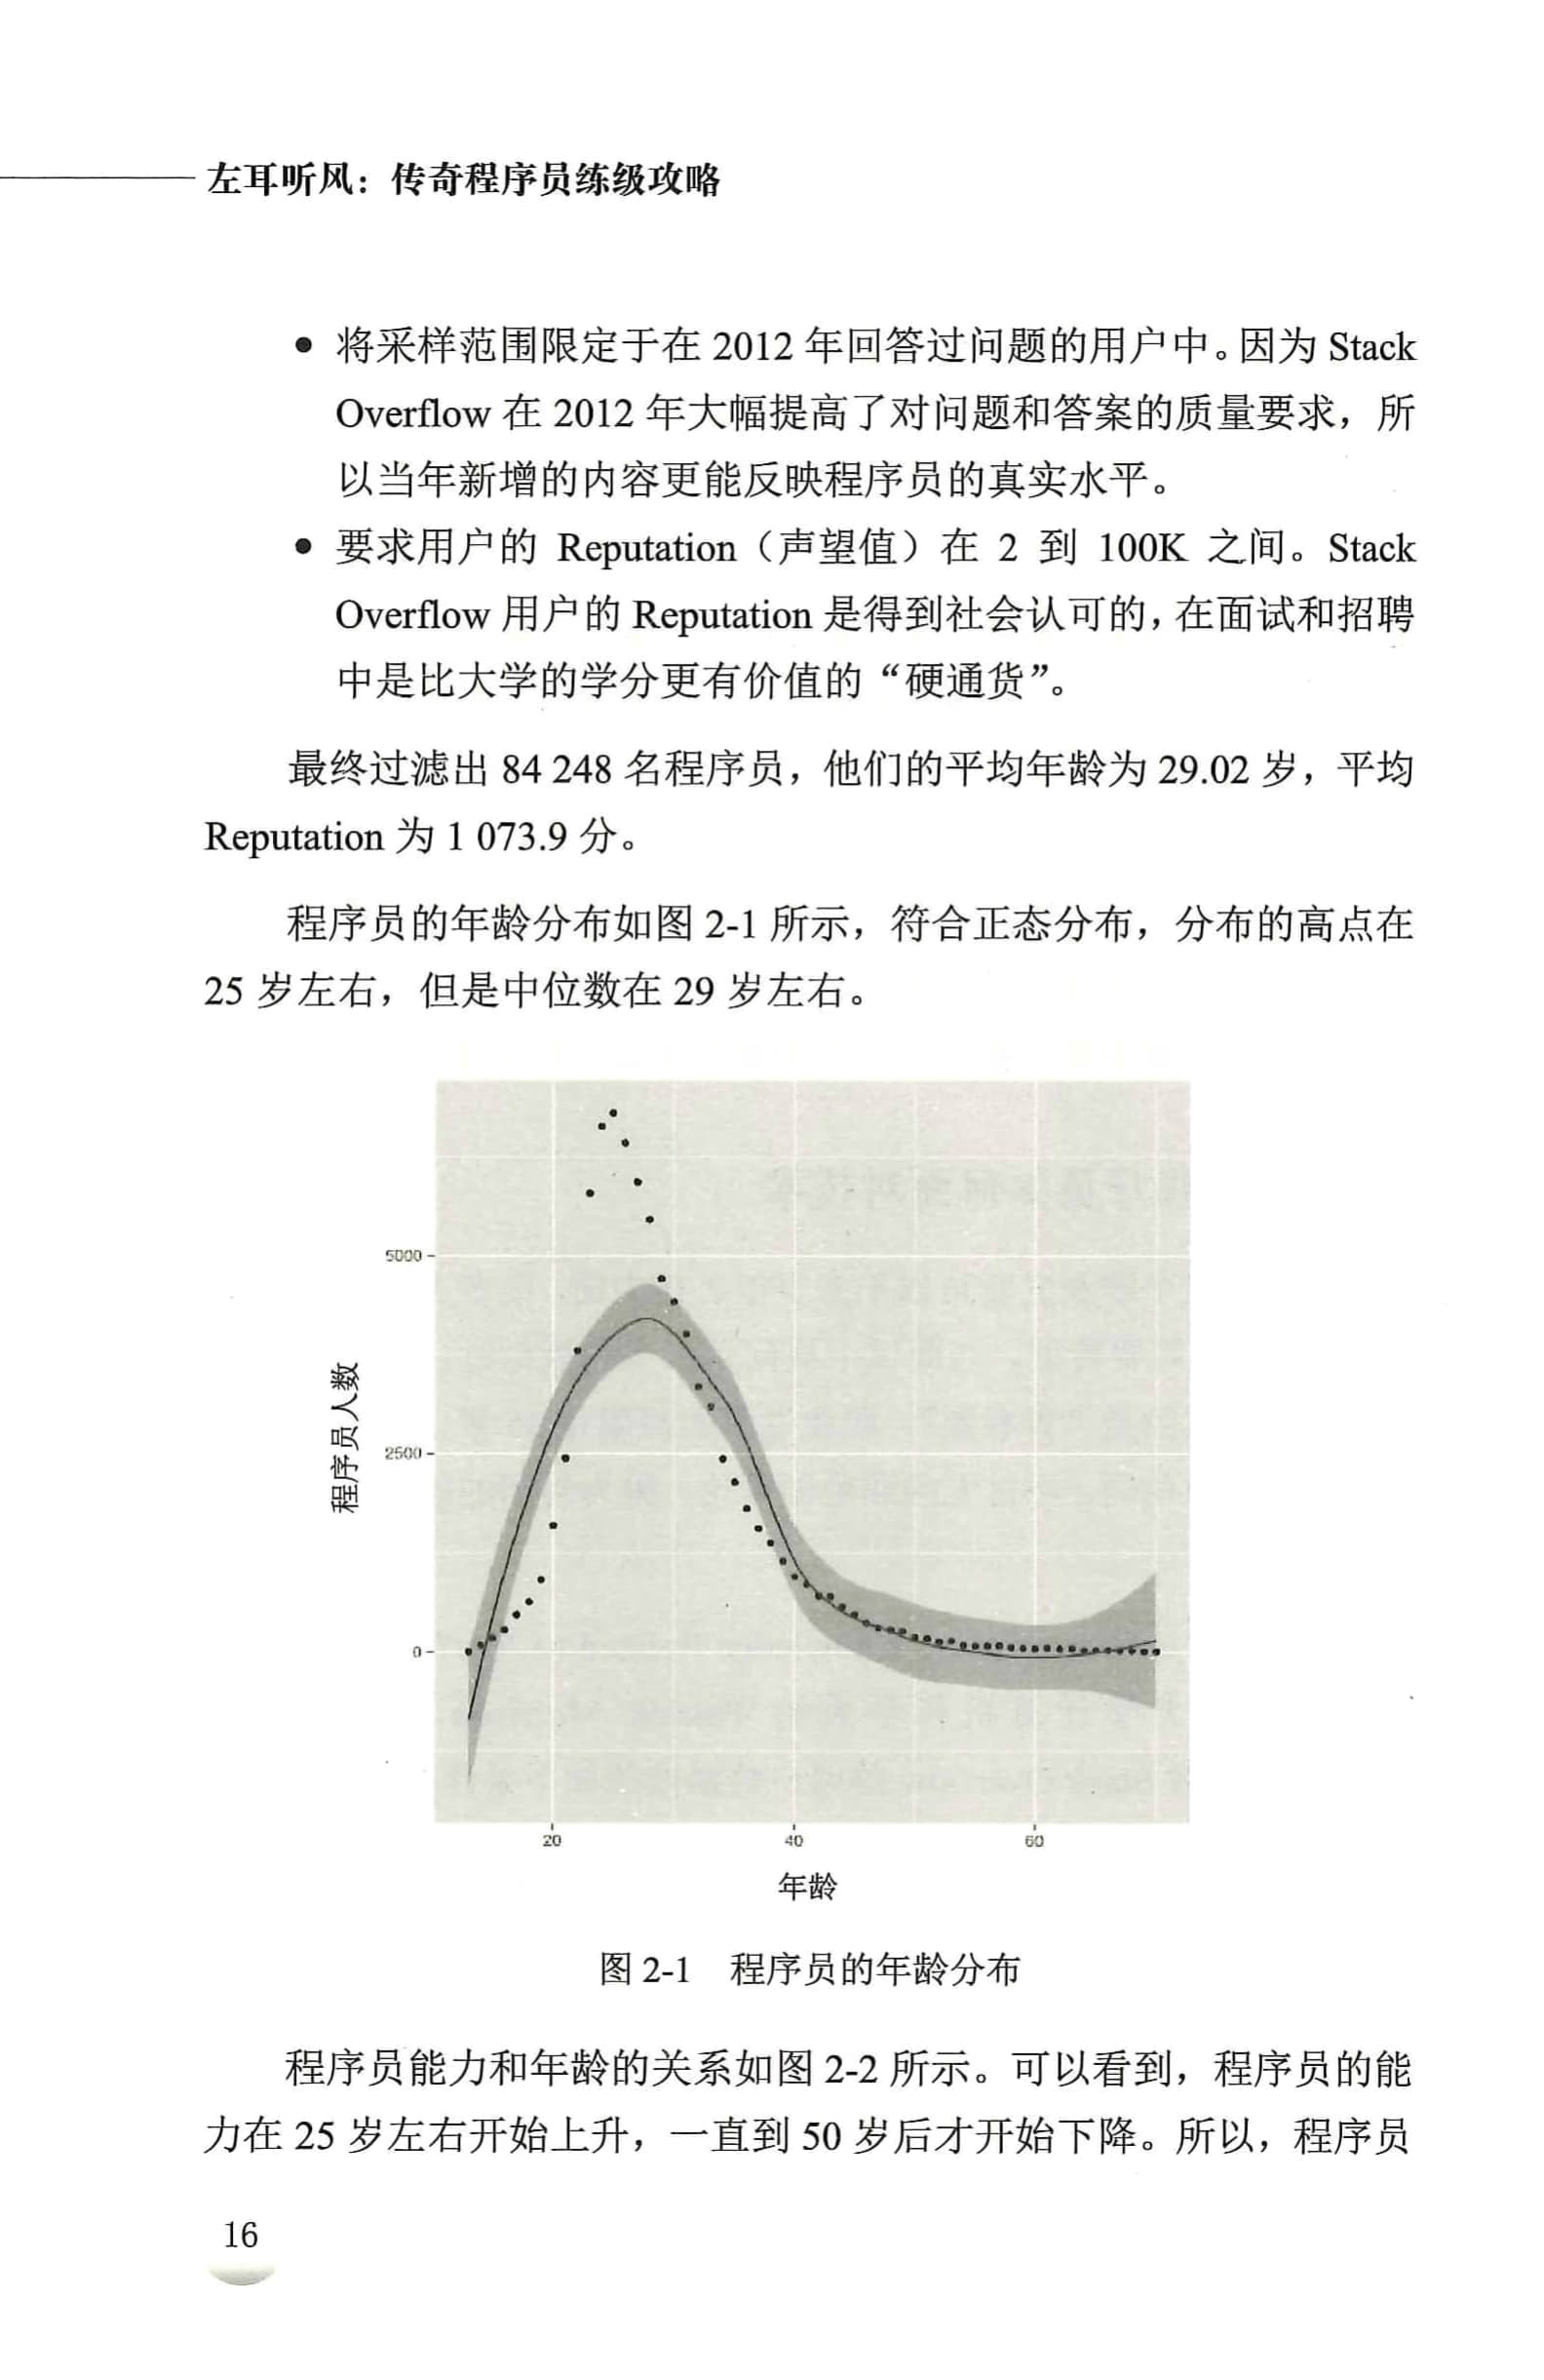 左耳听风：传奇程序员练级攻略
● 将采样范围限定于在 2012 年回答过问题的用户中。因为 Stack
Overflow 在 2012 年大幅提高了对问题和答案的质量要求，所
以当年新增的内容更能反映程序员的真实水平。
● 要求用户的 Reputation（声望值）在 2 到 100K 之间。Stack
Overflow 用户的 Reputation 是得到社会认可的，在面试和招聘
中是比大学的学分更有价值的“硬通货”。
最终过滤出 84 248 名程序员，他们的平均年龄为 29.02 岁，平均
Reputation 为 1 073.9 分。
程序员的年龄分布如图 2-1 所示，符合正态分布，分布的高点在
25 岁左右，但是中位数在 29 岁左右。
5000
2500
0
程序员人数
20 40 60
年龄
图 2-1 程序员的年龄分布
程序员能力和年龄的关系如图 2-2 所示。可以看到，程序员的能
力在 25 岁左右开始上升，一直到 50 岁后才开始下降。所以，程序员
16